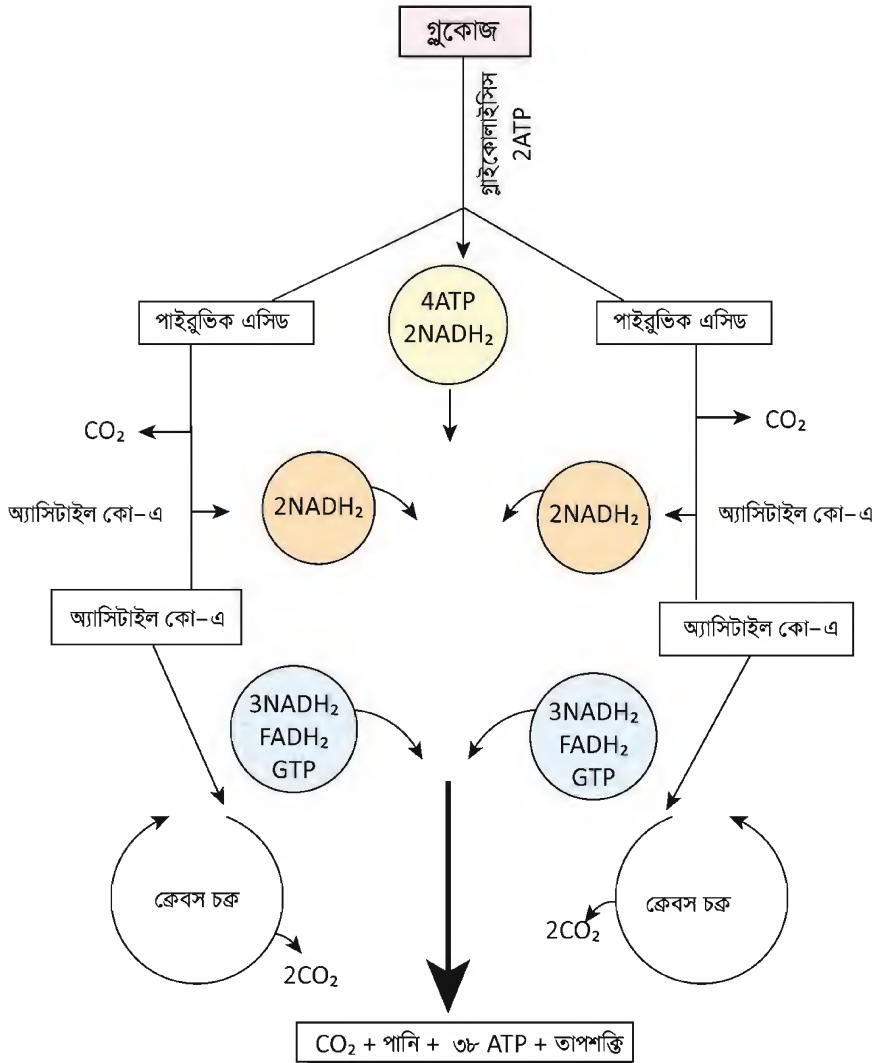 গ্লুকোজ
গ্লাইকোলাইসিস
2ATP
পাইরুভিক এসিড
4ATP
2NADH₂
পাইরুভিক এসিড
CO₂
CO₂
অ্যাসিটাইল কো–এ
2NADH₂
2NADH₂
অ্যাসিটাইল কো–এ
অ্যাসিটাইল কো–এ
অ্যাসিটাইল কো–এ
3NADH₂
FADH₂
GTP
3NADH₂
FADH₂
GTP
ক্রেবস চক্র
ক্রেবস চক্র
2CO₂
2CO₂
CO₂ + পানি + ৩৮ ATP + তাপশক্তি